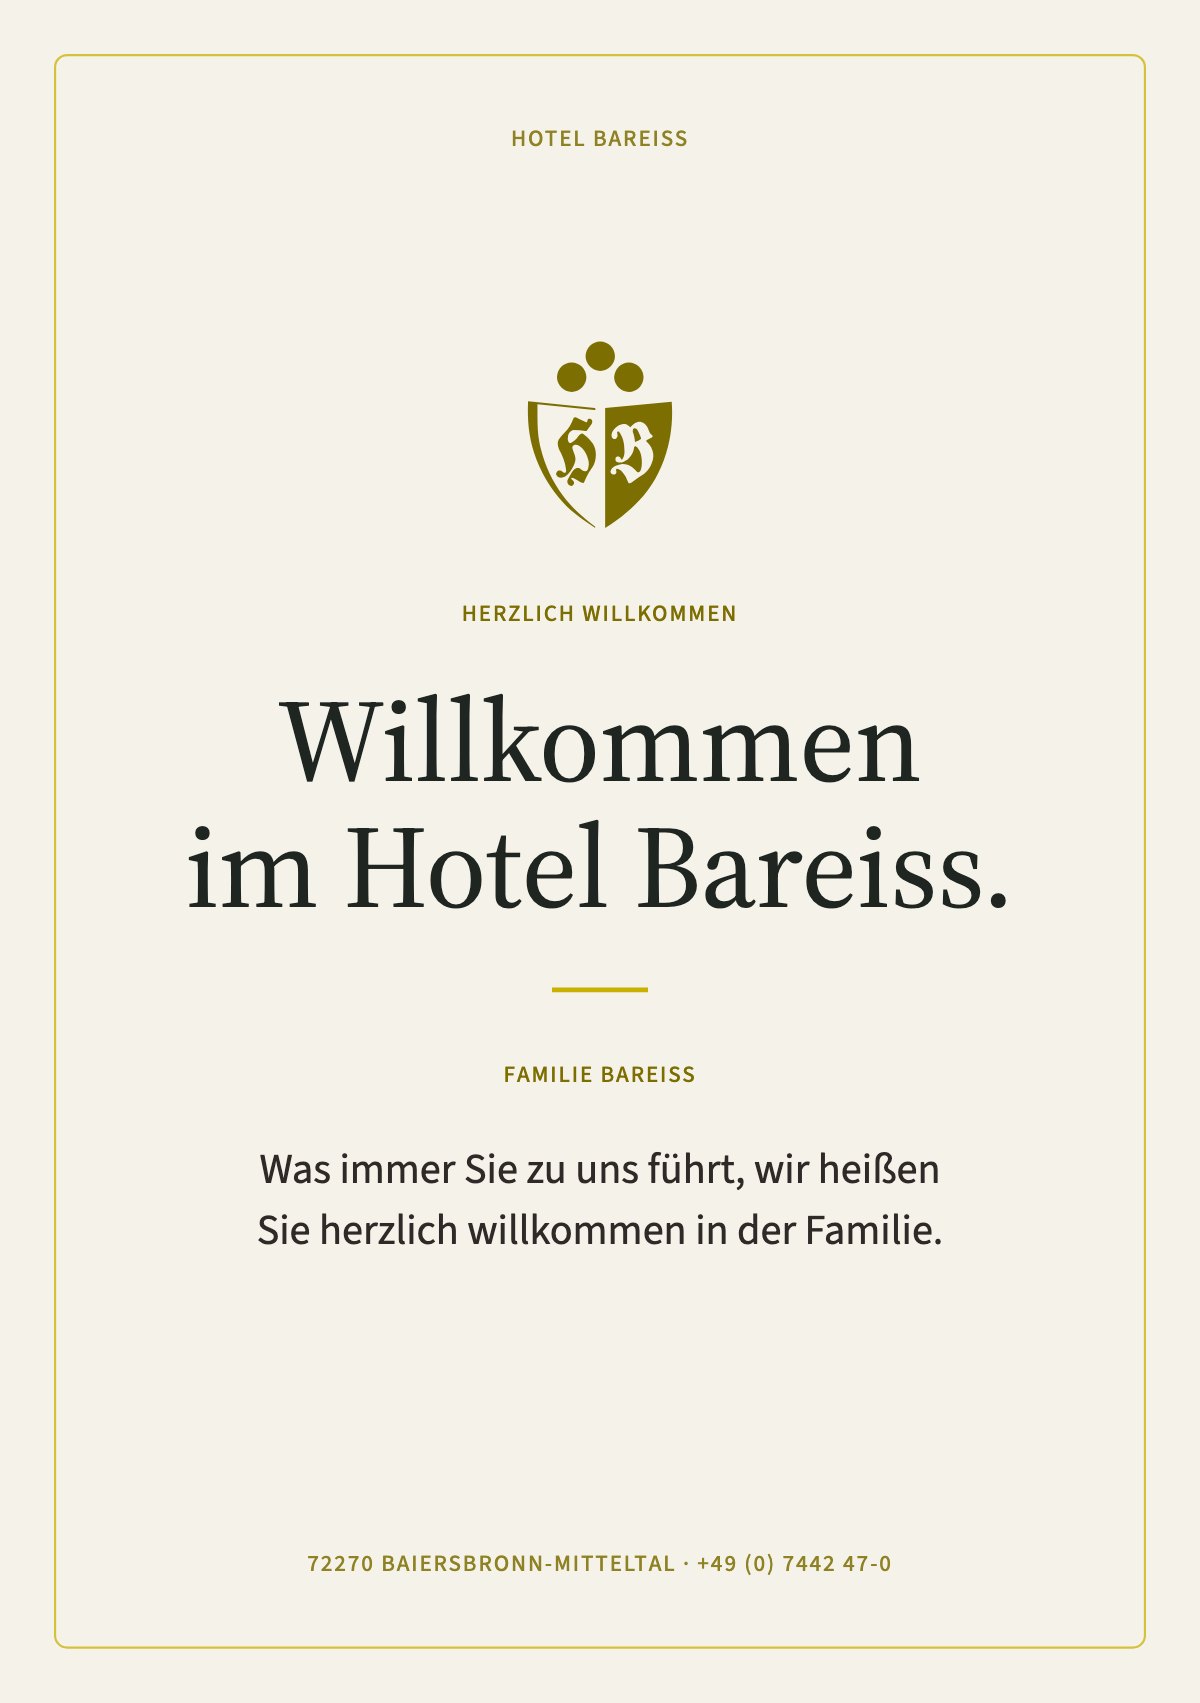 HOTEL BAREISS
H B
HERZLICH WILLKOMMEN
Willkommen
im Hotel Bareiss.
FAMILIE BAREISS
Was immer Sie zu uns führt, wir heißen
Sie herzlich willkommen in der Familie.
72270 BAIERSBRONN-MITTELTAL · +49 (0) 7442 47-0